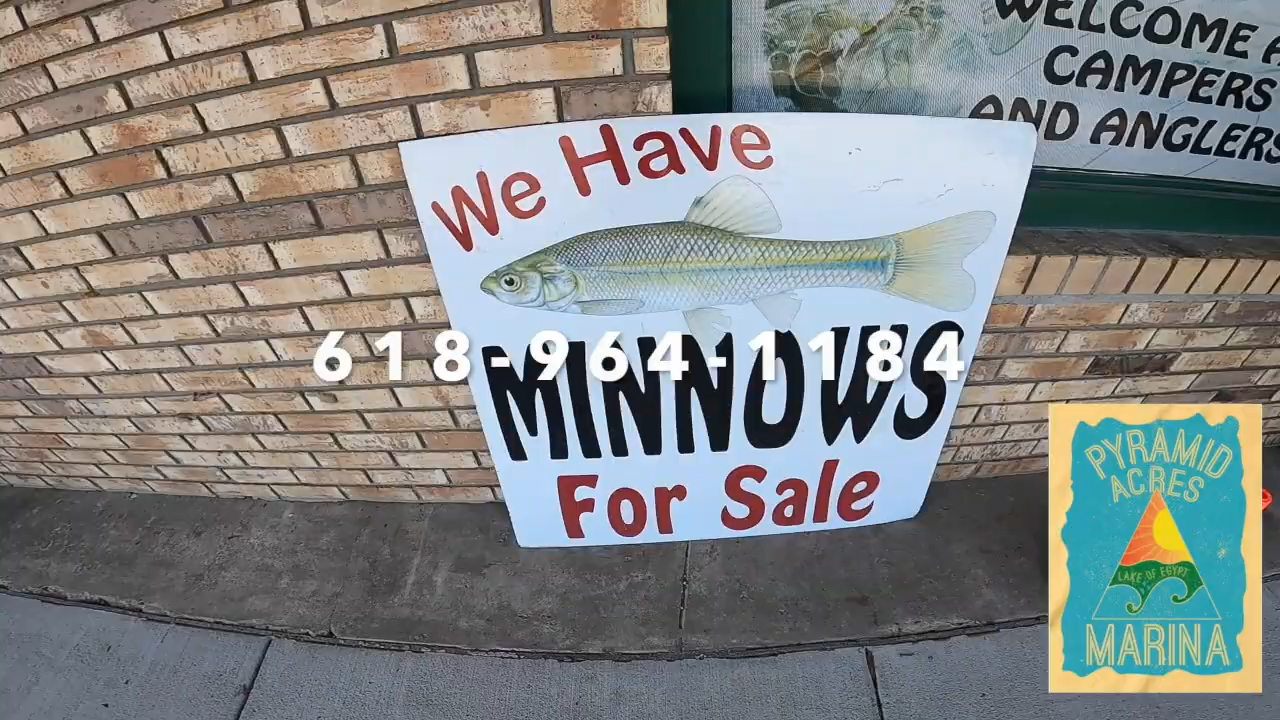 WELCOME A
CAMPERS
AND ANGLERS
We Have
618-964-1184
MINNOWS
For Sale
PYRAMID
ACRES
LAKE OF EGYPT
MARINA